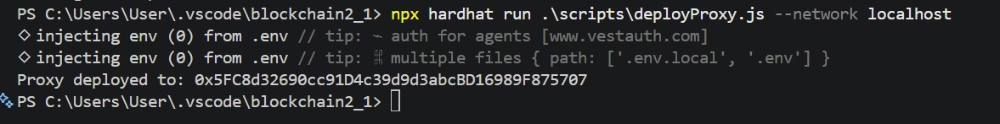 PS C:\Users\User\.vscode\blockchain2_1> npx hardhat run .\scripts\deployProxy.js --network localhost
◇ injecting env (0) from .env // tip: ⌁ auth for agents [www.vestauth.com]
◇ injecting env (0) from .env // tip: ⌘ multiple files { path: ['.env.local', '.env'] }
Proxy deployed to: 0x5FC8d32690cc91D4c39d9d3abcBD16989F875707
PS C:\Users\User\.vscode\blockchain2_1>